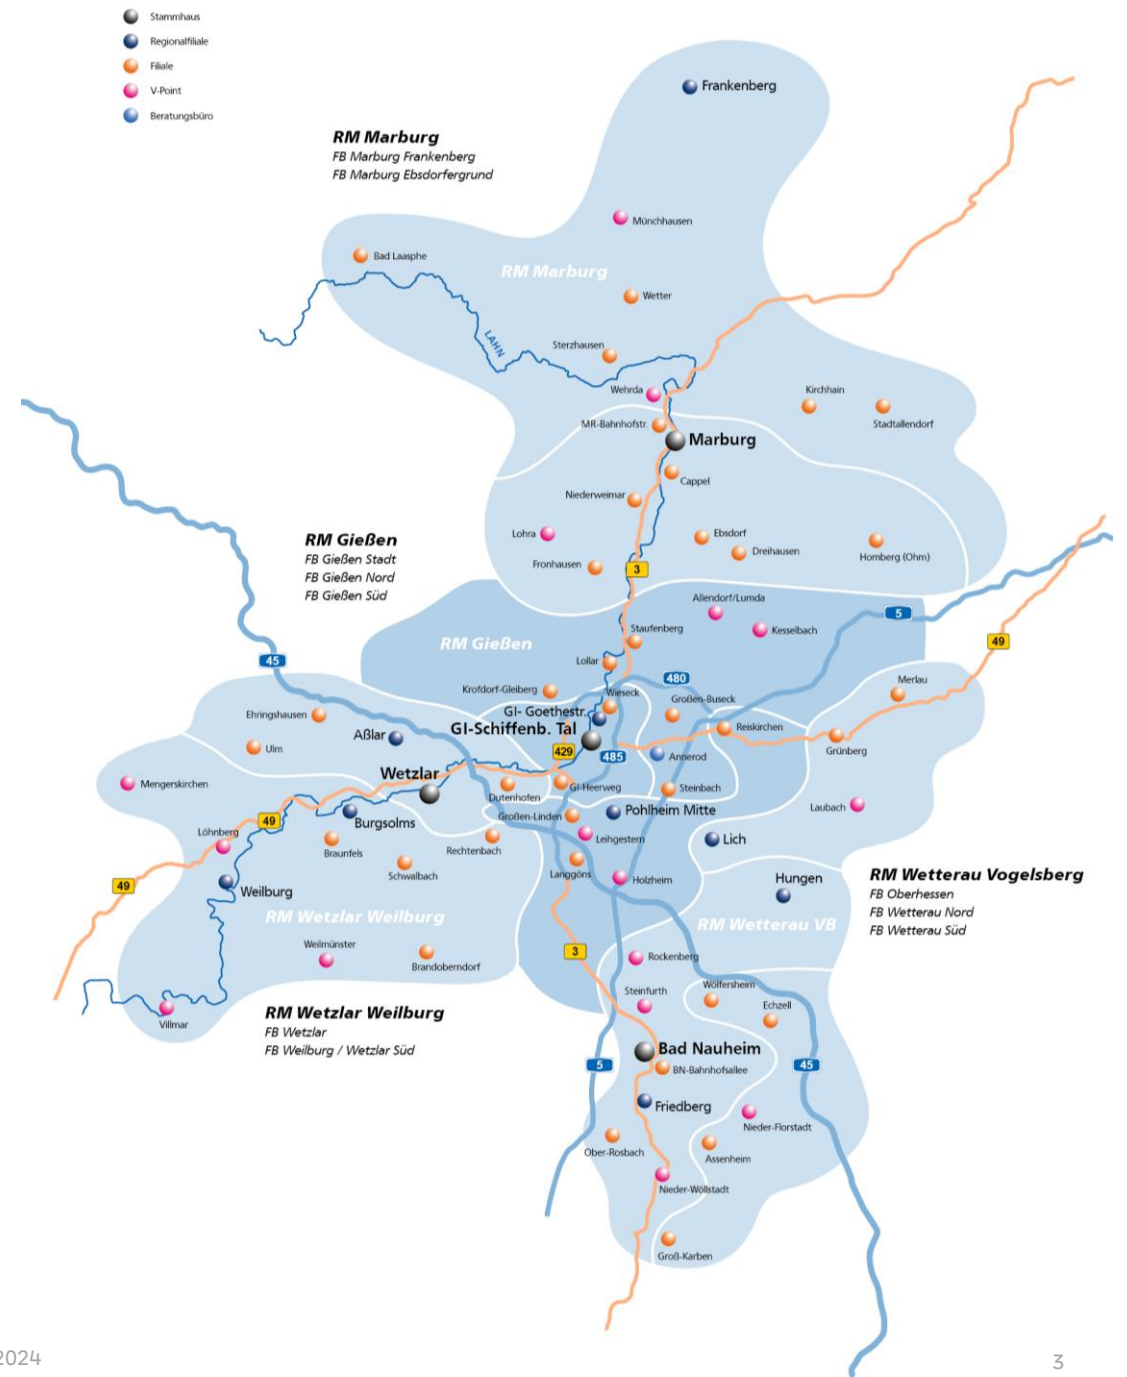 Stammhaus
Regionalfiliale
Filiale
V-Point
Beratungsbüro
Frankenberg
RM Marburg
FB Marburg Frankenberg
FB Marburg Ebsdorfergrund
Münchhausen
Bad Laasphe
RM Marburg
Wetter
LAHN
Sterzhausen
Wehrda
Kirchhain
Stadtallendorf
MR-Bahnhofstr.
Marburg
Cappel
Niederweimar
Lohra
Ebsdorf
Dreihausen
Homberg (Ohm)
Fronhausen
3
RM Gießen
FB Gießen Stadt
FB Gießen Nord
FB Gießen Süd
Allendorf/Lumda
5
Kesselbach
Staufenberg
RM Gießen
49
45
Lollar
480
Merlau
Krofdorf-Gleiberg
Wieseck
Großen-Buseck
GI- Goethestr.
Ehringshausen
GI-Schiffenb. Tal
Reiskirchen
Aßlar
Grünberg
Ulm
429
485
Annerod
Wetzlar
Mengerskirchen
GI-Heerweg
Steinbach
Dutenhofen
Laubach
Pohlheim Mitte
Großen-Linden
49
Burgsolms
Löhnberg
Leihgestern
Lich
Braunfels
Rechtenbach
Schwalbach
Langgöns
Holzheim
Hungen
49
Weilburg
RM Wetterau Vogelsberg
FB Oberhessen
FB Wetterau Nord
FB Wetterau Süd
RM Wetzlar Weilburg
RM Wetterau VB
Weilmünster
Brandoberndorf
3
Rockenberg
Steinfurth
Wölfersheim
Echzell
Villmar
RM Wetzlar Weilburg
FB Wetzlar
FB Weilburg / Wetzlar Süd
Bad Nauheim
5
BN-Bahnhofsallee
45
Friedberg
Nieder-Florstadt
Ober-Rosbach
Assenheim
Nieder-Wöllstadt
Groß-Karben
2024
3